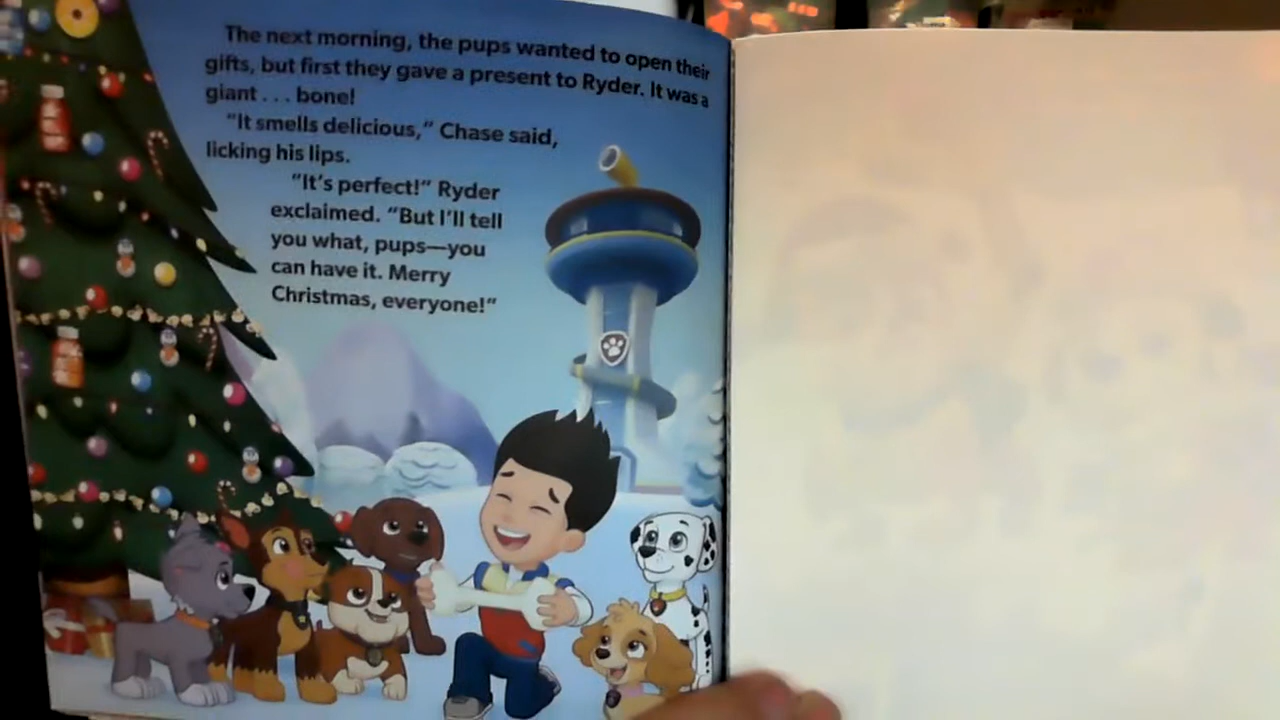 The next morning, the pups wanted to open their
gifts, but first they gave a present to Ryder. It was a
giant . . . bone!
"It smells delicious," Chase said,
licking his lips.
"It's perfect!" Ryder
exclaimed. "But I'll tell
you what, pups—you
can have it. Merry
Christmas, everyone!"